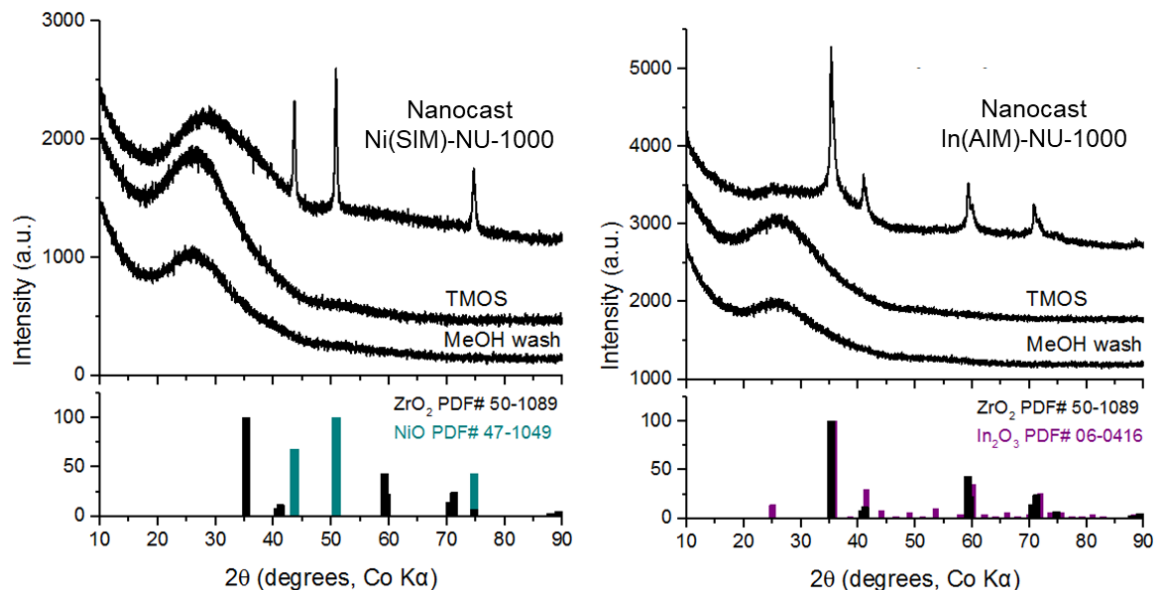 3000
2000
1000
0
Intensity (a.u.)
Nanocast
Ni(SIM)-NU-1000
TMOS
MeOH wash
100
50
0
ZrO₂ PDF# 50-1089
NiO PDF# 47-1049
10 20 30 40 50 60 70 80 90
2θ (degrees, Co Kα)
5000
4000
3000
2000
1000
Intensity (a.u.)
Nanocast
In(AIM)-NU-1000
TMOS
MeOH wash
100
50
0
ZrO₂ PDF# 50-1089
In₂O₃ PDF# 06-0416
10 20 30 40 50 60 70 80 90
2θ (degrees, Co Kα)